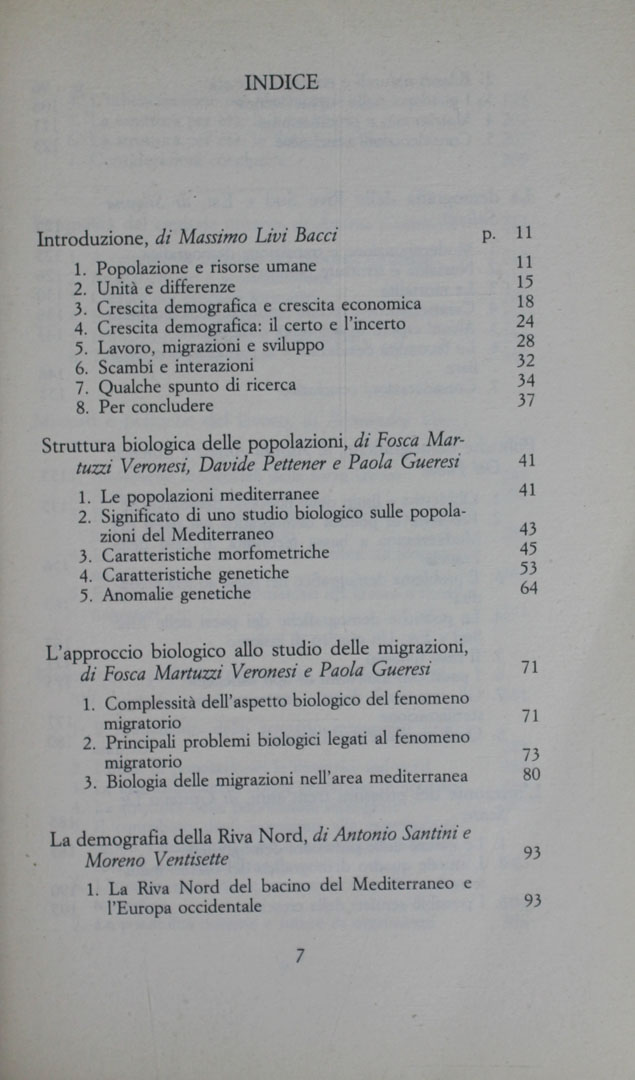 INDICE
Introduzione, di Massimo Livi Bacci p. 11
1. Popolazione e risorse umane 11
2. Unità e differenze 15
3. Crescita demografica e crescita economica 18
4. Crescita demografica: il certo e l'incerto 24
5. Lavoro, migrazioni e sviluppo 28
6. Scambi e interazioni 32
7. Qualche spunto di ricerca 34
8. Per concludere 37
Struttura biologica delle popolazioni, di Fosca Mar-
tuzzi Veronesi, Davide Pettener e Paola Gueresi 41
1. Le popolazioni mediterranee 41
2. Significato di uno studio biologico sulle popola-
zioni del Mediterraneo 43
3. Caratteristiche morfometriche 45
4. Caratteristiche genetiche 53
5. Anomalie genetiche 64
L'approccio biologico allo studio delle migrazioni,
di Fosca Martuzzi Veronesi e Paola Gueresi 71
1. Complessità dell'aspetto biologico del fenomeno
migratorio 71
2. Principali problemi biologici legati al fenomeno
migratorio 73
3. Biologia delle migrazioni nell'area mediterranea 80
La demografia della Riva Nord, di Antonio Santini e
Moreno Ventisette 93
1. La Riva Nord del bacino del Mediterraneo e
l'Europa occidentale 93
7